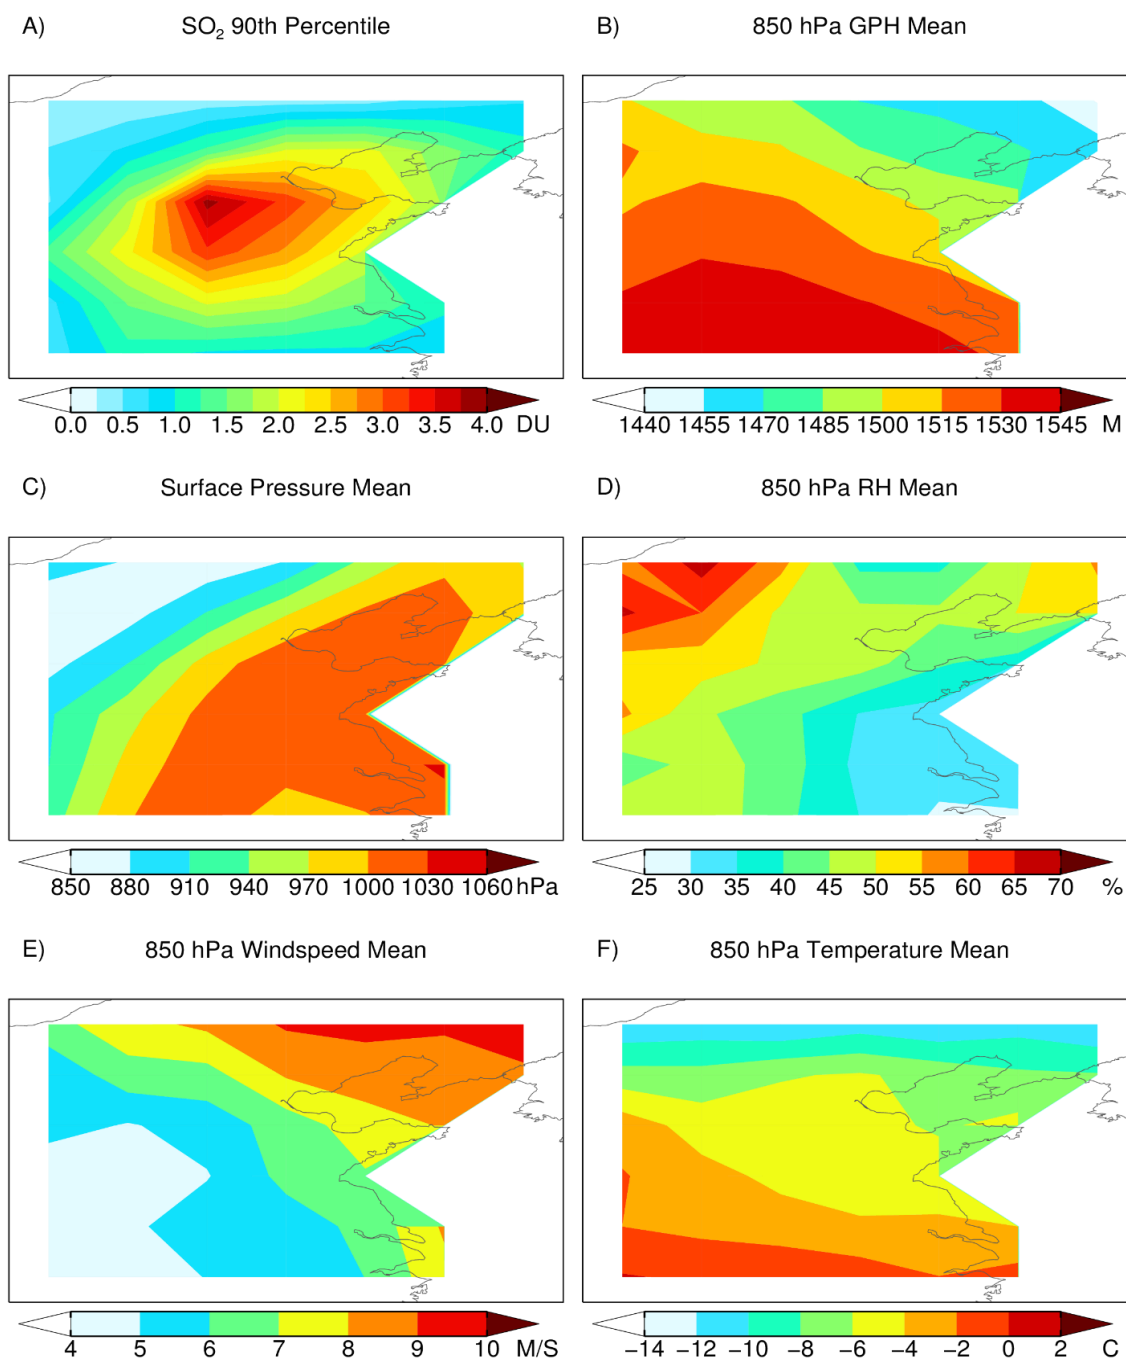 A) SO₂ 90th Percentile
B) 850 hPa GPH Mean
0.0 0.5 1.0 1.5 2.0 2.5 3.0 3.5 4.0 DU
1440 1455 1470 1485 1500 1515 1530 1545 M
C) Surface Pressure Mean
D) 850 hPa RH Mean
850 880 910 940 970 1000 1030 1060 hPa
25 30 35 40 45 50 55 60 65 70 %
E) 850 hPa Windspeed Mean
F) 850 hPa Temperature Mean
4 5 6 7 8 9 10 M/S
−14 −12 −10 −8 −6 −4 −2 0 2 C